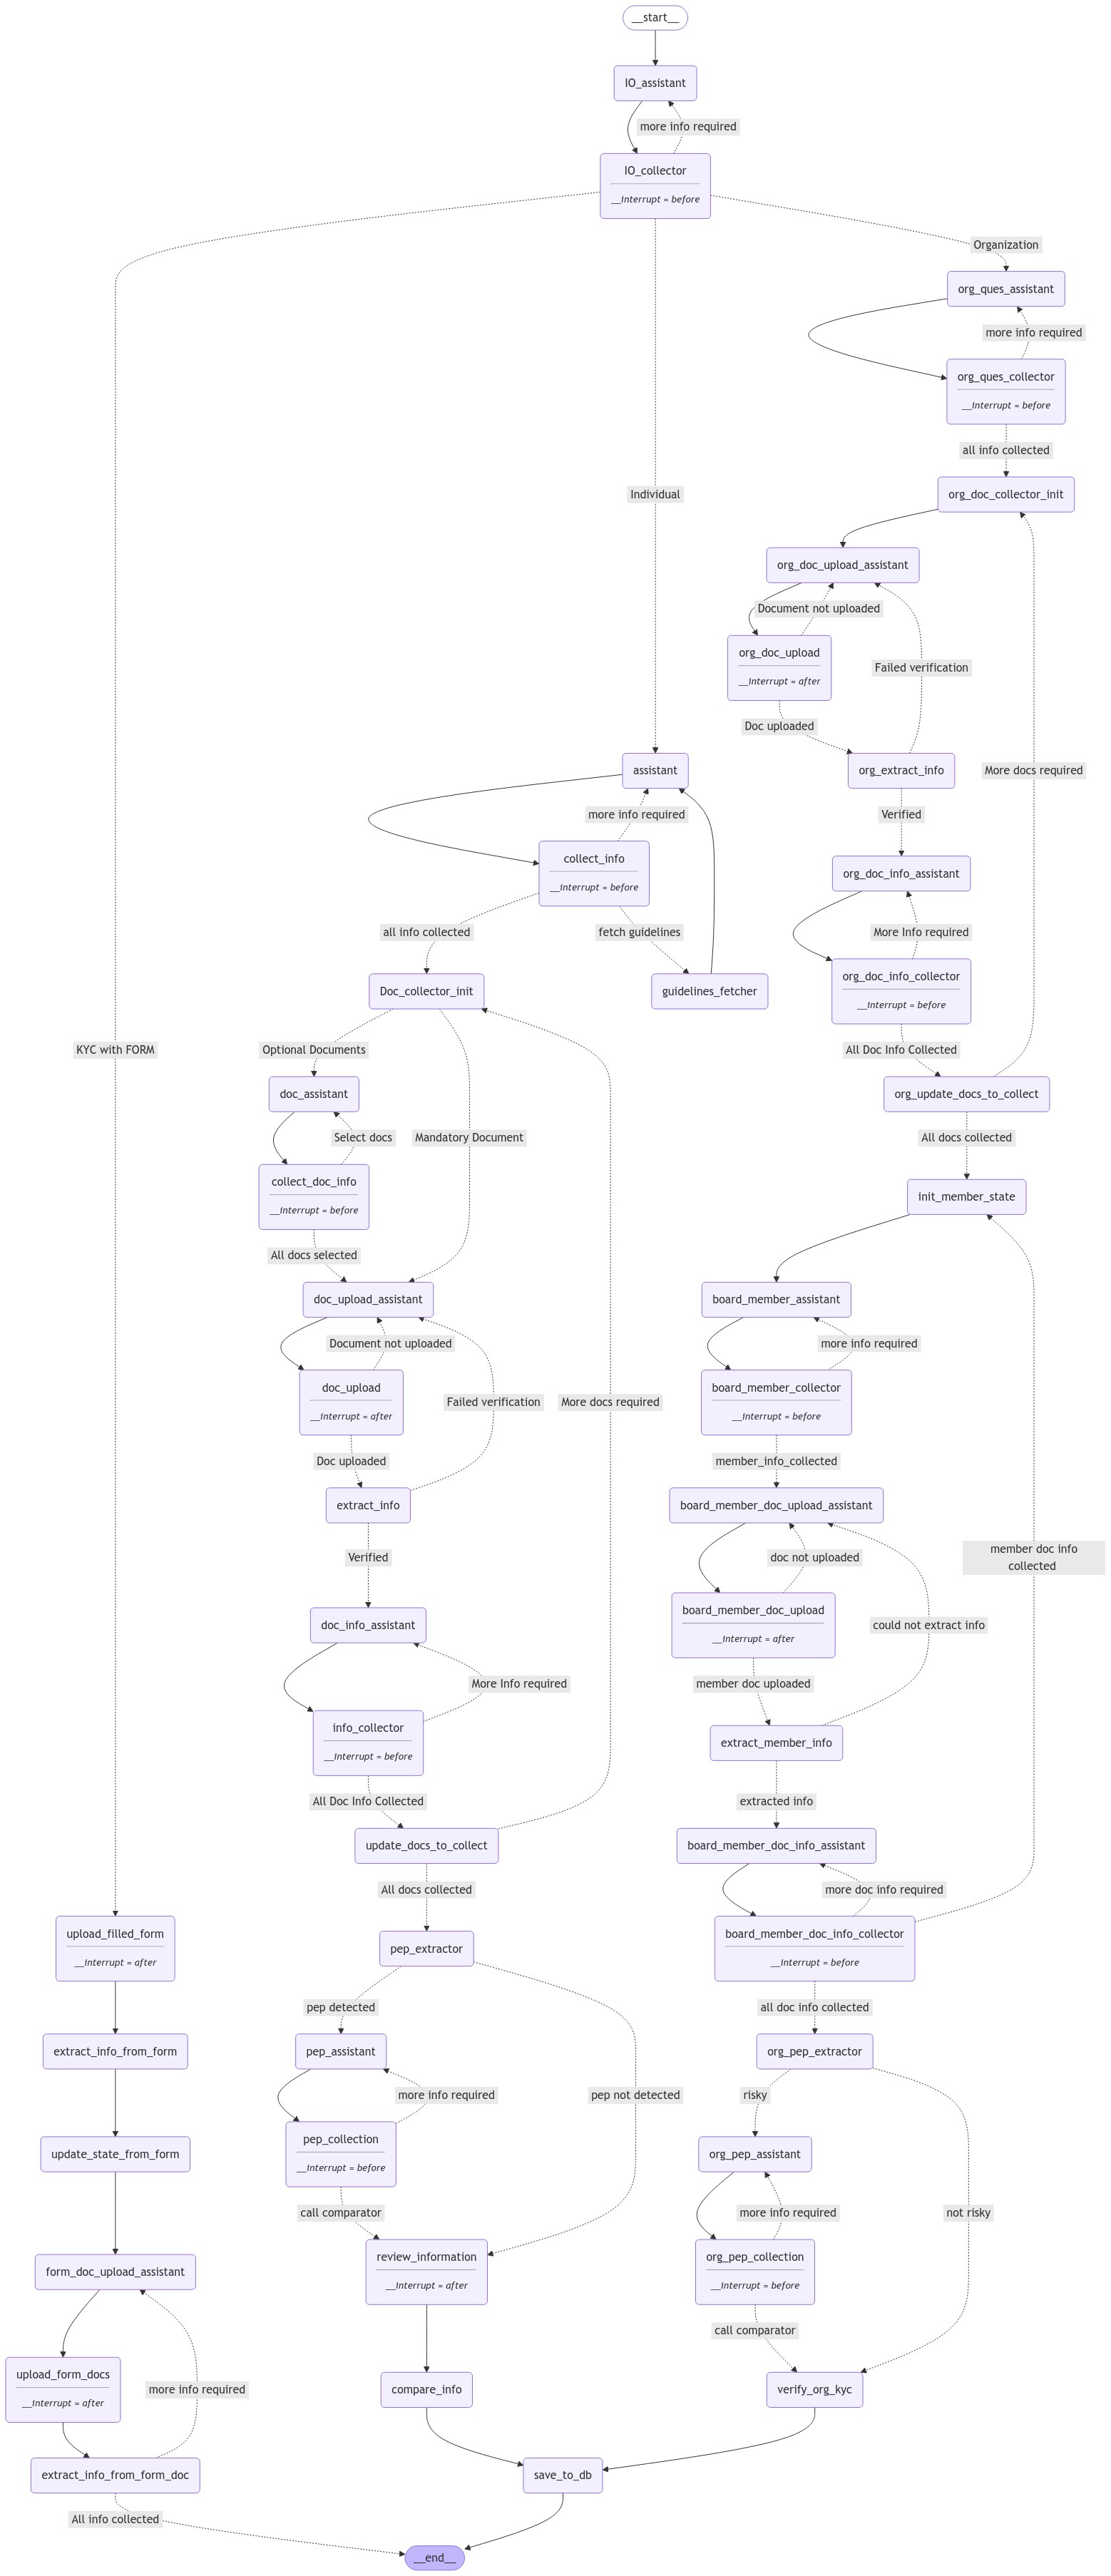 __start__
IO_assistant
more info required
IO_collector
__Interrupt = before
Organization
org_ques_assistant
more info required
org_ques_collector
__Interrupt = before
all info collected
Individual
org_doc_collector_init
org_doc_upload_assistant
Document not uploaded
org_doc_upload
__Interrupt = after
Failed verification
Doc uploaded
assistant
org_extract_info
More docs required
more info required
Verified
collect_info
__Interrupt = before
org_doc_info_assistant
all info collected
fetch guidelines
More Info required
Doc_collector_init
guidelines_fetcher
org_doc_info_collector
__Interrupt = before
KYC with FORM
Optional Documents
All Doc Info Collected
doc_assistant
org_update_docs_to_collect
Select docs
Mandatory Document
All docs collected
collect_doc_info
__Interrupt = before
init_member_state
All docs selected
doc_upload_assistant
board_member_assistant
Document not uploaded
more info required
doc_upload
__Interrupt = after
Failed verification
More docs required
board_member_collector
__Interrupt = before
Doc uploaded
member_info_collected
extract_info
board_member_doc_upload_assistant
Verified
doc not uploaded
member doc info
collected
doc_info_assistant
board_member_doc_upload
__Interrupt = after
could not extract info
More Info required
member doc uploaded
info_collector
__Interrupt = before
extract_member_info
All Doc Info Collected
extracted info
update_docs_to_collect
board_member_doc_info_assistant
All docs collected
more doc info required
upload_filled_form
__Interrupt = after
pep_extractor
board_member_doc_info_collector
__Interrupt = before
pep detected
all doc info collected
extract_info_from_form
pep_assistant
org_pep_extractor
more info required
pep not detected
risky
update_state_from_form
pep_collection
__Interrupt = before
org_pep_assistant
call comparator
more info required
not risky
form_doc_upload_assistant
review_information
__Interrupt = after
org_pep_collection
__Interrupt = before
call comparator
upload_form_docs
__Interrupt = after
more info required
compare_info
verify_org_kyc
extract_info_from_form_doc
save_to_db
All info collected
__end__